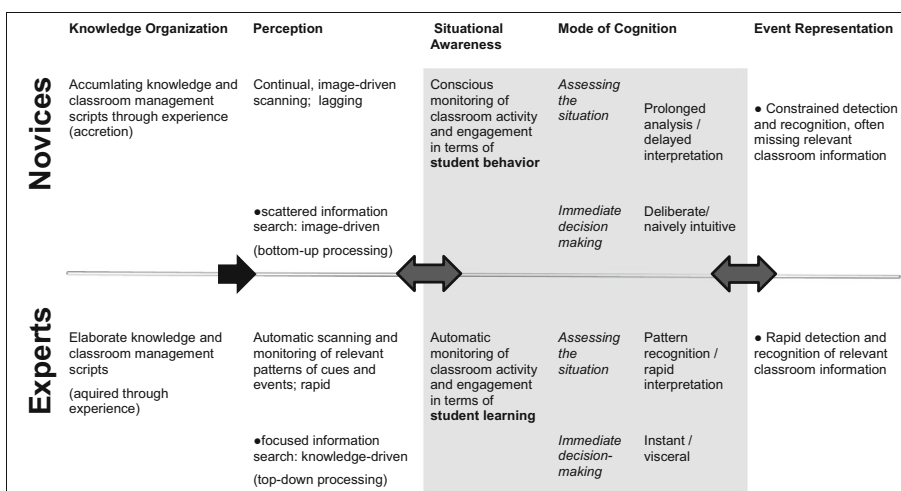 Knowledge Organization
Perception
Situational
Awareness
Mode of Cognition
Event Representation
Novices
Accumlating knowledge and
classroom management
scripts through experience
(accretion)
Continual, image-driven
scanning; lagging
●scattered information
search: image-driven
(bottom-up processing)
Conscious
monitoring of
classroom activity
and engagement
in terms of
student behavior
Assessing
the
situation
Prolonged
analysis /
delayed
interpretation
Immediate
decision
making
Deliberate/
naively intuitive
● Constrained detection
and recognition, often
missing relevant
classroom information
Experts
Elaborate knowledge and
classroom management
scripts
(aquired through
experience)
Automatic scanning and
monitoring of relevant
patterns of cues and
events; rapid
●focused information
search: knowledge-driven
(top-down processing)
Automatic
monitoring of
classroom activity
and engagement
in terms of
student learning
Assessing
the
situation
Pattern
recognition /
rapid
interpretation
Immediate
decision-
making
Instant /
visceral
● Rapid detection and
recognition of relevant
classroom information